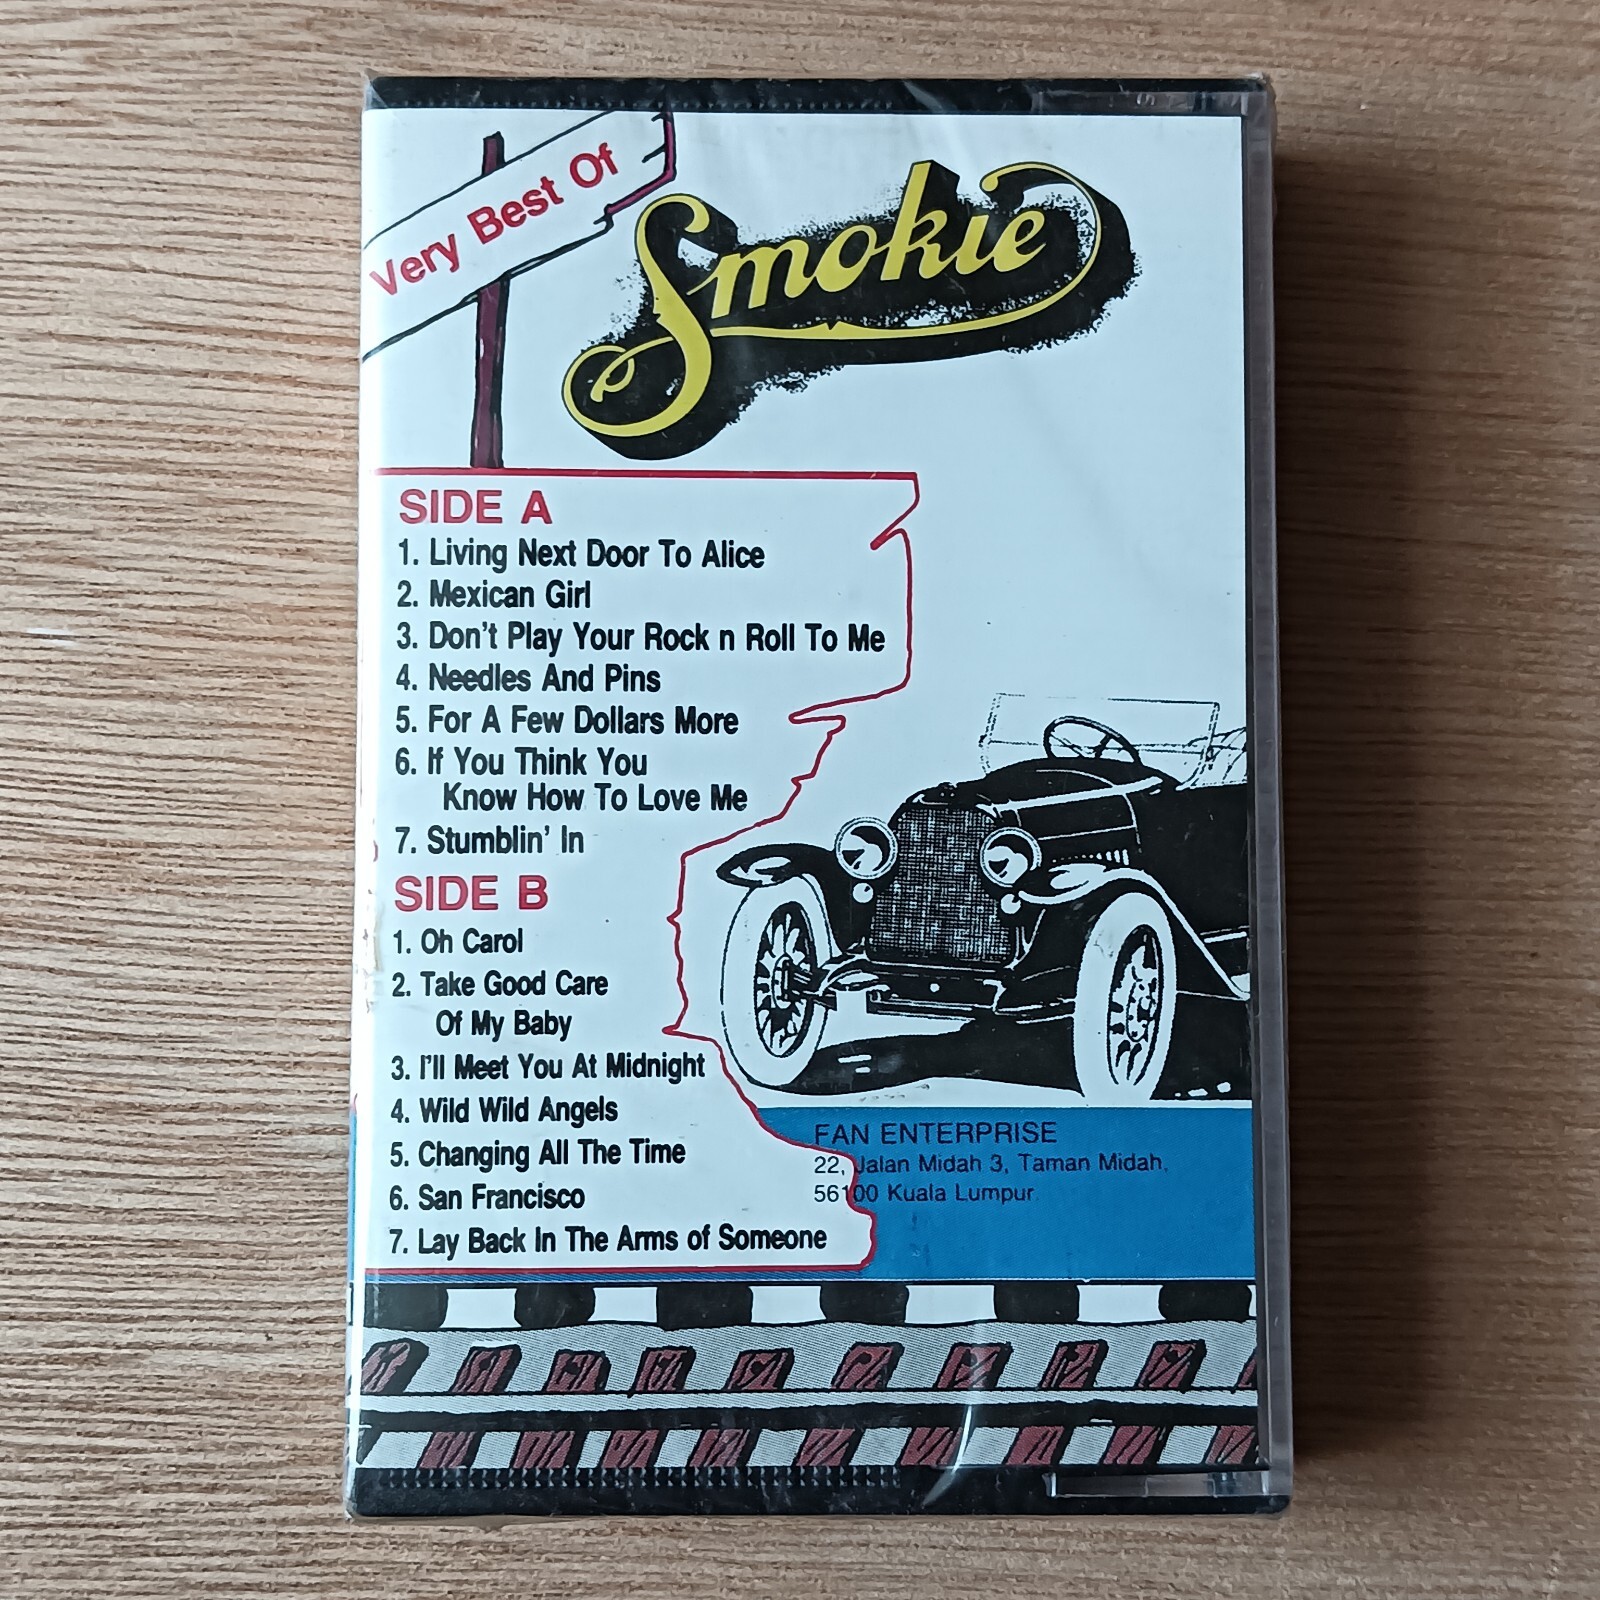 Very Best Of
Smokie
SIDE A
1. Living Next Door To Alice
2. Mexican Girl
3. Don't Play Your Rock n Roll To Me
4. Needles And Pins
5. For A Few Dollars More
6. If You Think You
Know How To Love Me
7. Stumblin' In
SIDE B
1. Oh Carol
2. Take Good Care
Of My Baby
3. I'll Meet You At Midnight
4. Wild Wild Angels
5. Changing All The Time
6. San Francisco
7. Lay Back In The Arms of Someone
FAN ENTERPRISE
22, Jalan Midah 3, Taman Midah,
56100 Kuala Lumpur.